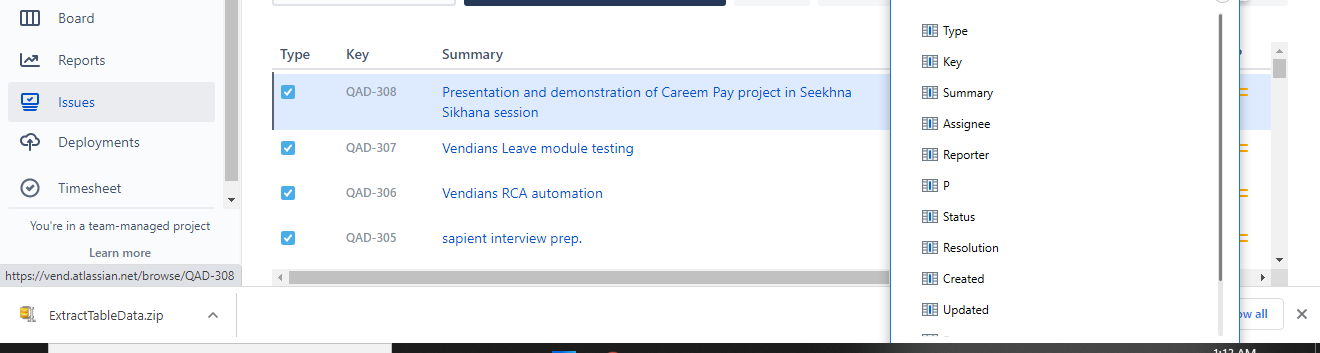 Board
Reports
Issues
Deployments
Timesheet
You're in a team-managed project
Learn more
https://vend.atlassian.net/browse/QAD-308
Type Key Summary
QAD-308 Presentation and demonstration of Careem Pay project in Seekhna
Sikhana session
QAD-307 Vendians Leave module testing
QAD-306 Vendians RCA automation
QAD-305 sapient interview prep.
Type
Key
Summary
Assignee
Reporter
P
Status
Resolution
Created
Updated
ExtractTableData.zip
ow all
1:12 AM